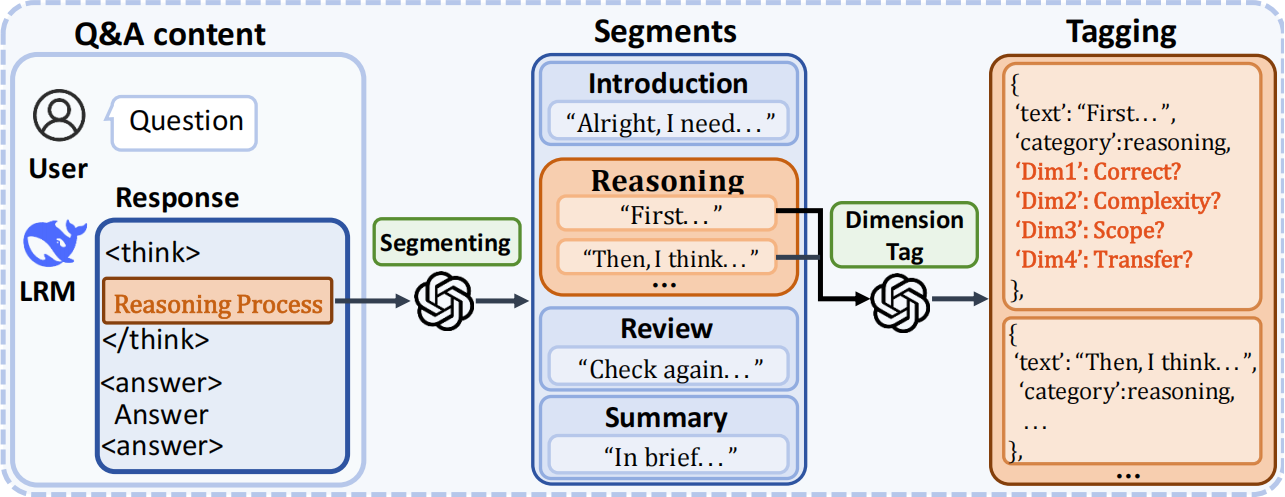 Q&A content
User
Question
Response
LRM
<think>
Reasoning Process
</think>
<answer>
Answer
<answer>
Segmenting
Segments
Introduction
“Alright, I need...”
Reasoning
“First...”
“Then, I think...”
...
Review
“Check again...”
Summary
“In brief...”
Dimension
Tag
Tagging
{
‘text’: “First...”,
‘category’:reasoning,
‘Dim1’: Correct?
‘Dim2’: Complexity?
‘Dim3’: Scope?
‘Dim4’: Transfer?
},
{
‘text’: “Then, I think...”,
‘category’:reasoning,
...
},
...